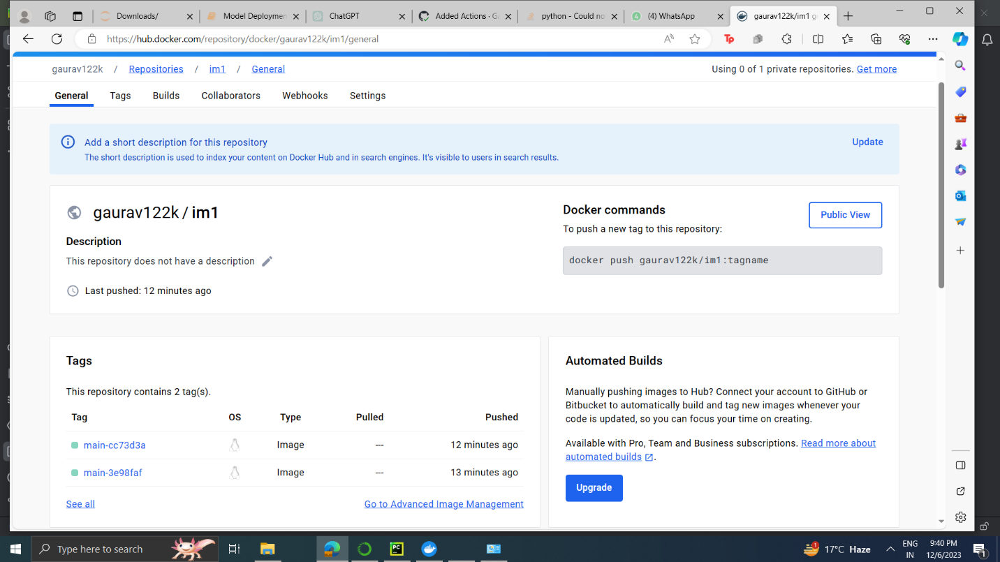 Downloads/
Model Deploymen
ChatGPT
Added Actions · G
python - Could no
(4) WhatsApp
gaurav122k/im1 g
https://hub.docker.com/repository/docker/gaurav122k/im1/general
gaurav122k / Repositories / im1 / General
Using 0 of 1 private repositories. Get more
General Tags Builds Collaborators Webhooks Settings
Add a short description for this repository
Update
The short description is used to index your content on Docker Hub and in search engines. It's visible to users in search results.
gaurav122k / im1
Description
This repository does not have a description
Last pushed: 12 minutes ago
Docker commands
Public View
To push a new tag to this repository:
docker push gaurav122k/im1:tagname
Tags
This repository contains 2 tag(s).
Tag OS Type Pulled Pushed
main-cc73d3a Image --- 12 minutes ago
main-3e98faf Image --- 13 minutes ago
See all
Go to Advanced Image Management
Automated Builds
Manually pushing images to Hub? Connect your account to GitHub or
Bitbucket to automatically build and tag new images whenever your
code is updated, so you can focus your time on creating.
Available with Pro, Team and Business subscriptions. Read more about
automated builds.
Upgrade
Type here to search
PC
1
17°C Haze
ENG
IN
9:40 PM
12/6/2023
1